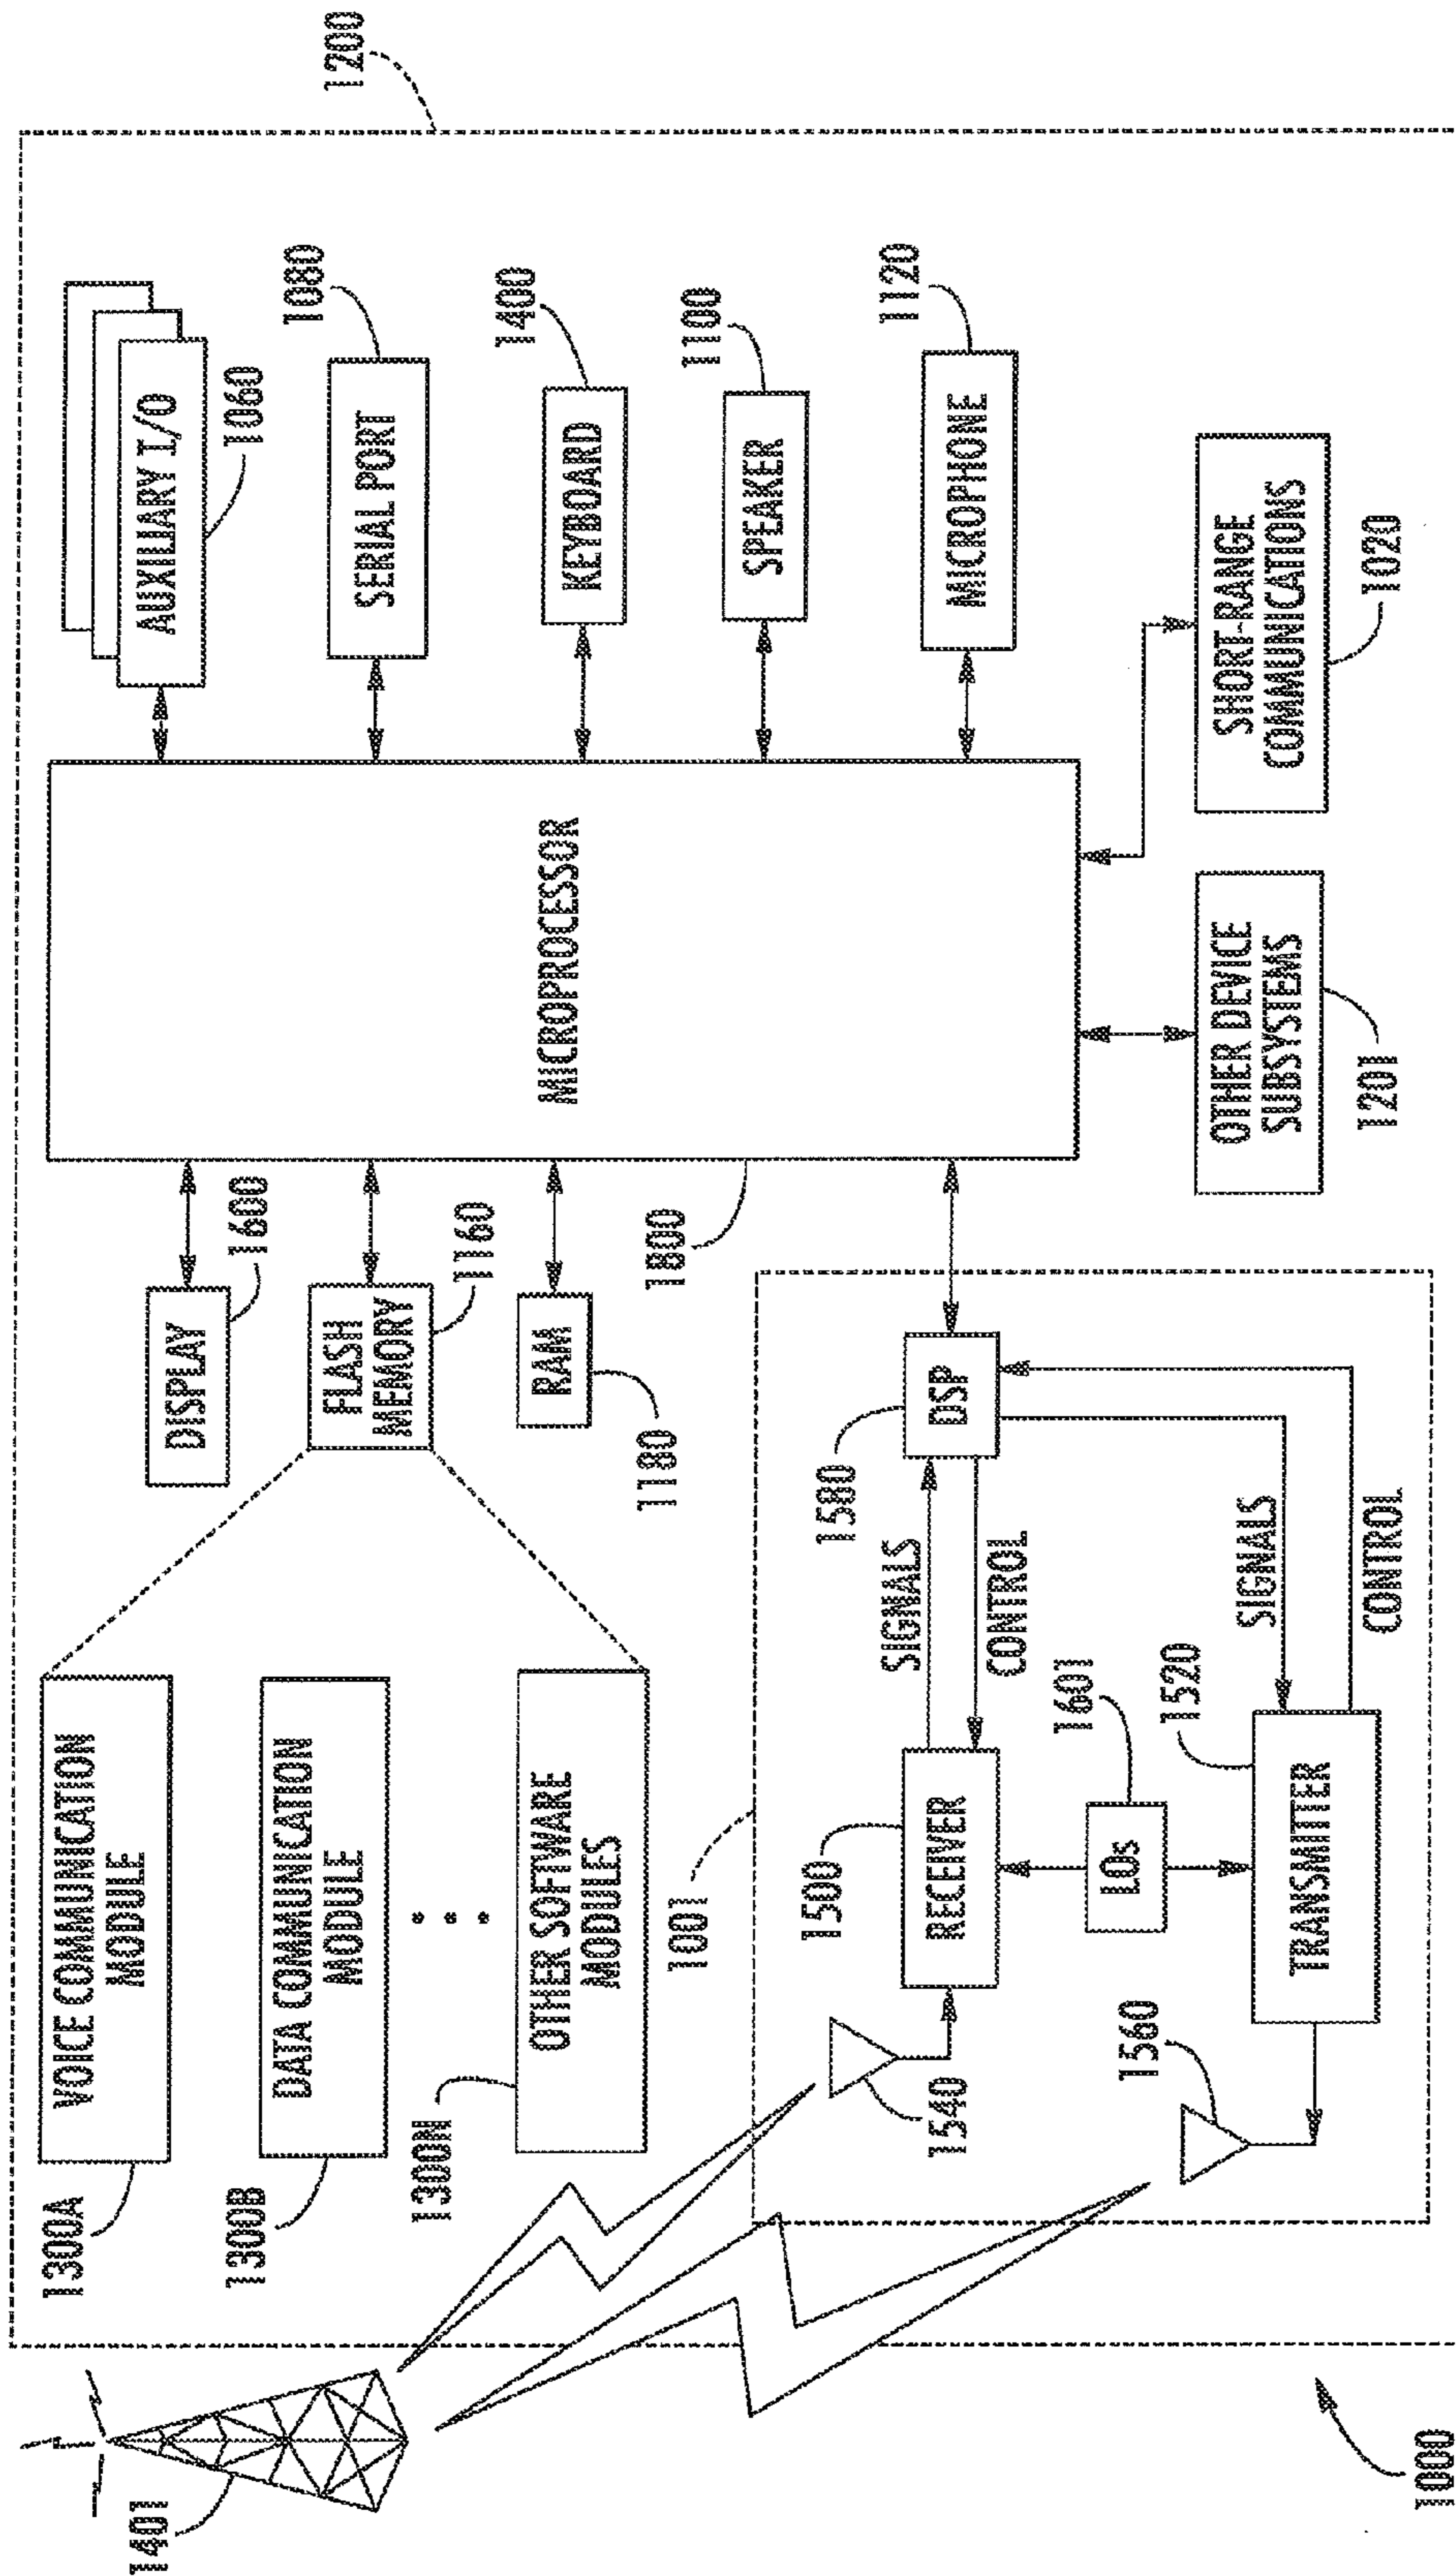 1401
1300A
VOICE COMMUNICATION
MODULE
1300B
DATA COMMUNICATION
MODULE
1300N
OTHER SOFTWARE
MODULES
DISPLAY
1600
FLASH
MEMORY
1160
RAM
1180
1800
MICROPROCESSOR
AUXILIARY I/O
1060
SERIAL PORT
1080
KEYBOARD
1400
SPEAKER
1100
MICROPHONE
1120
1200
1001
1540
1500
RECEIVER
SIGNALS
CONTROL
1580
DSP
1601
LOs
1560
1520
TRANSMITTER
SIGNALS
CONTROL
OTHER DEVICE
SUBSYSTEMS
1201
SHORT-RANGE
COMMUNICATIONS
1020
1000